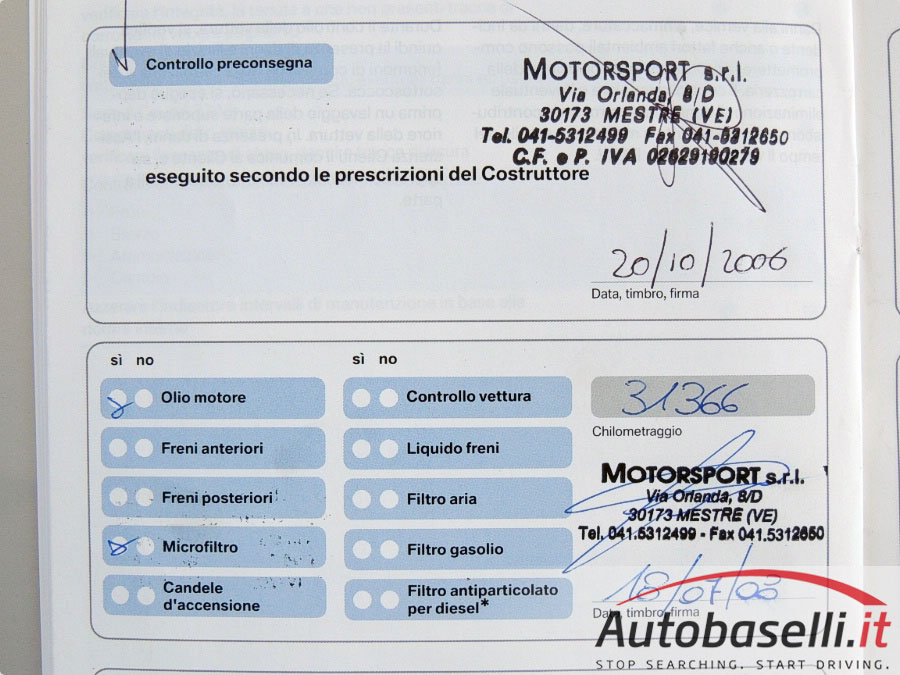 Controllo preconsegna
MOTORSPORT s.r.l.
Via Orlanda, 8/D
30173 MESTRE (VE)
Tel. 041-5312499 Fax 041-5312650
C.F. e P. IVA 02629190279
eseguito secondo le prescrizioni del Costruttore
20/10/2006
Data, timbro, firma
sì no
Olio motore
Freni anteriori
Freni posteriori
Microfiltro
Candele
d'accensione
sì no
Controllo vettura
Liquido freni
Filtro aria
Filtro gasolio
Filtro antiparticolato
per diesel*
31366
Chilometraggio
MOTORSPORT s.r.l.
Via Orlanda, 8/D
30173 MESTRE (VE)
Tel. 041.5312499 - Fax 041.5312650
Data, timbro, firma
Autobaselli.it
STOP SEARCHING. START DRIVING.